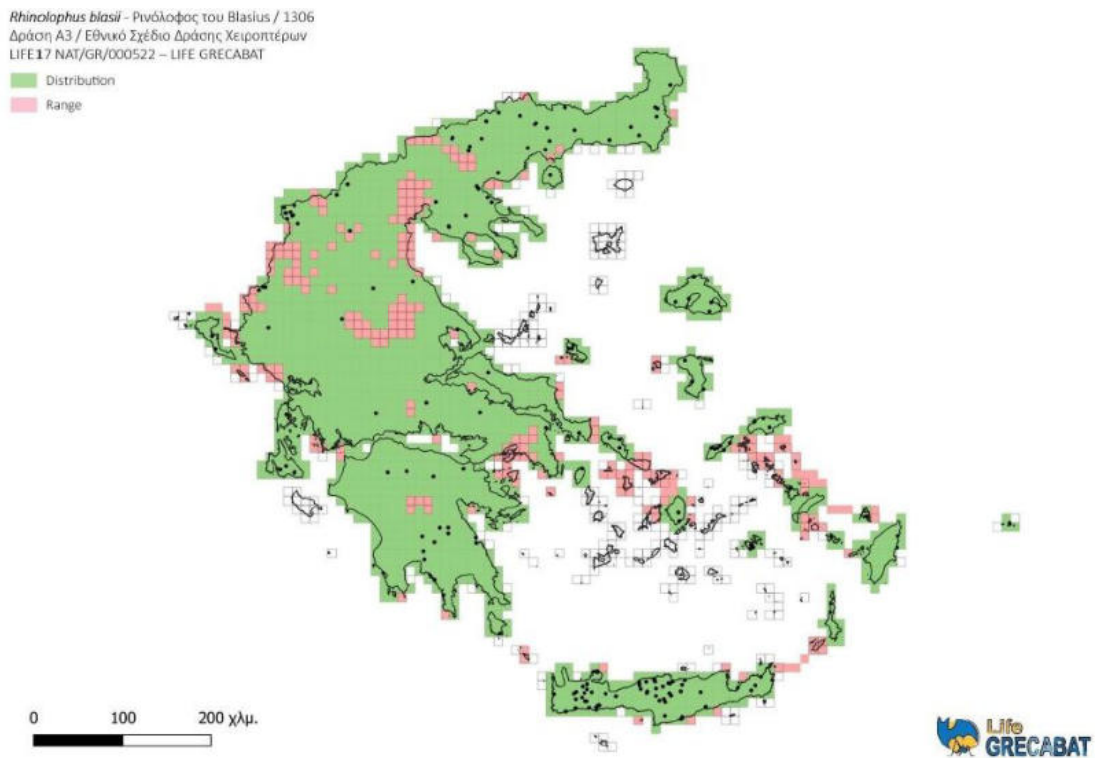 Rhinolophus blasii - Ρινόλοφος του Blasius / 1306
Δράση Α3 / Εθνικό Σχέδιο Δράσης Χειροπτέρων
LIFE17 NAT/GR/000522 – LIFE GRECABAT
Distribution
Range
0 100 200 χλμ.
Life
GRECABAT